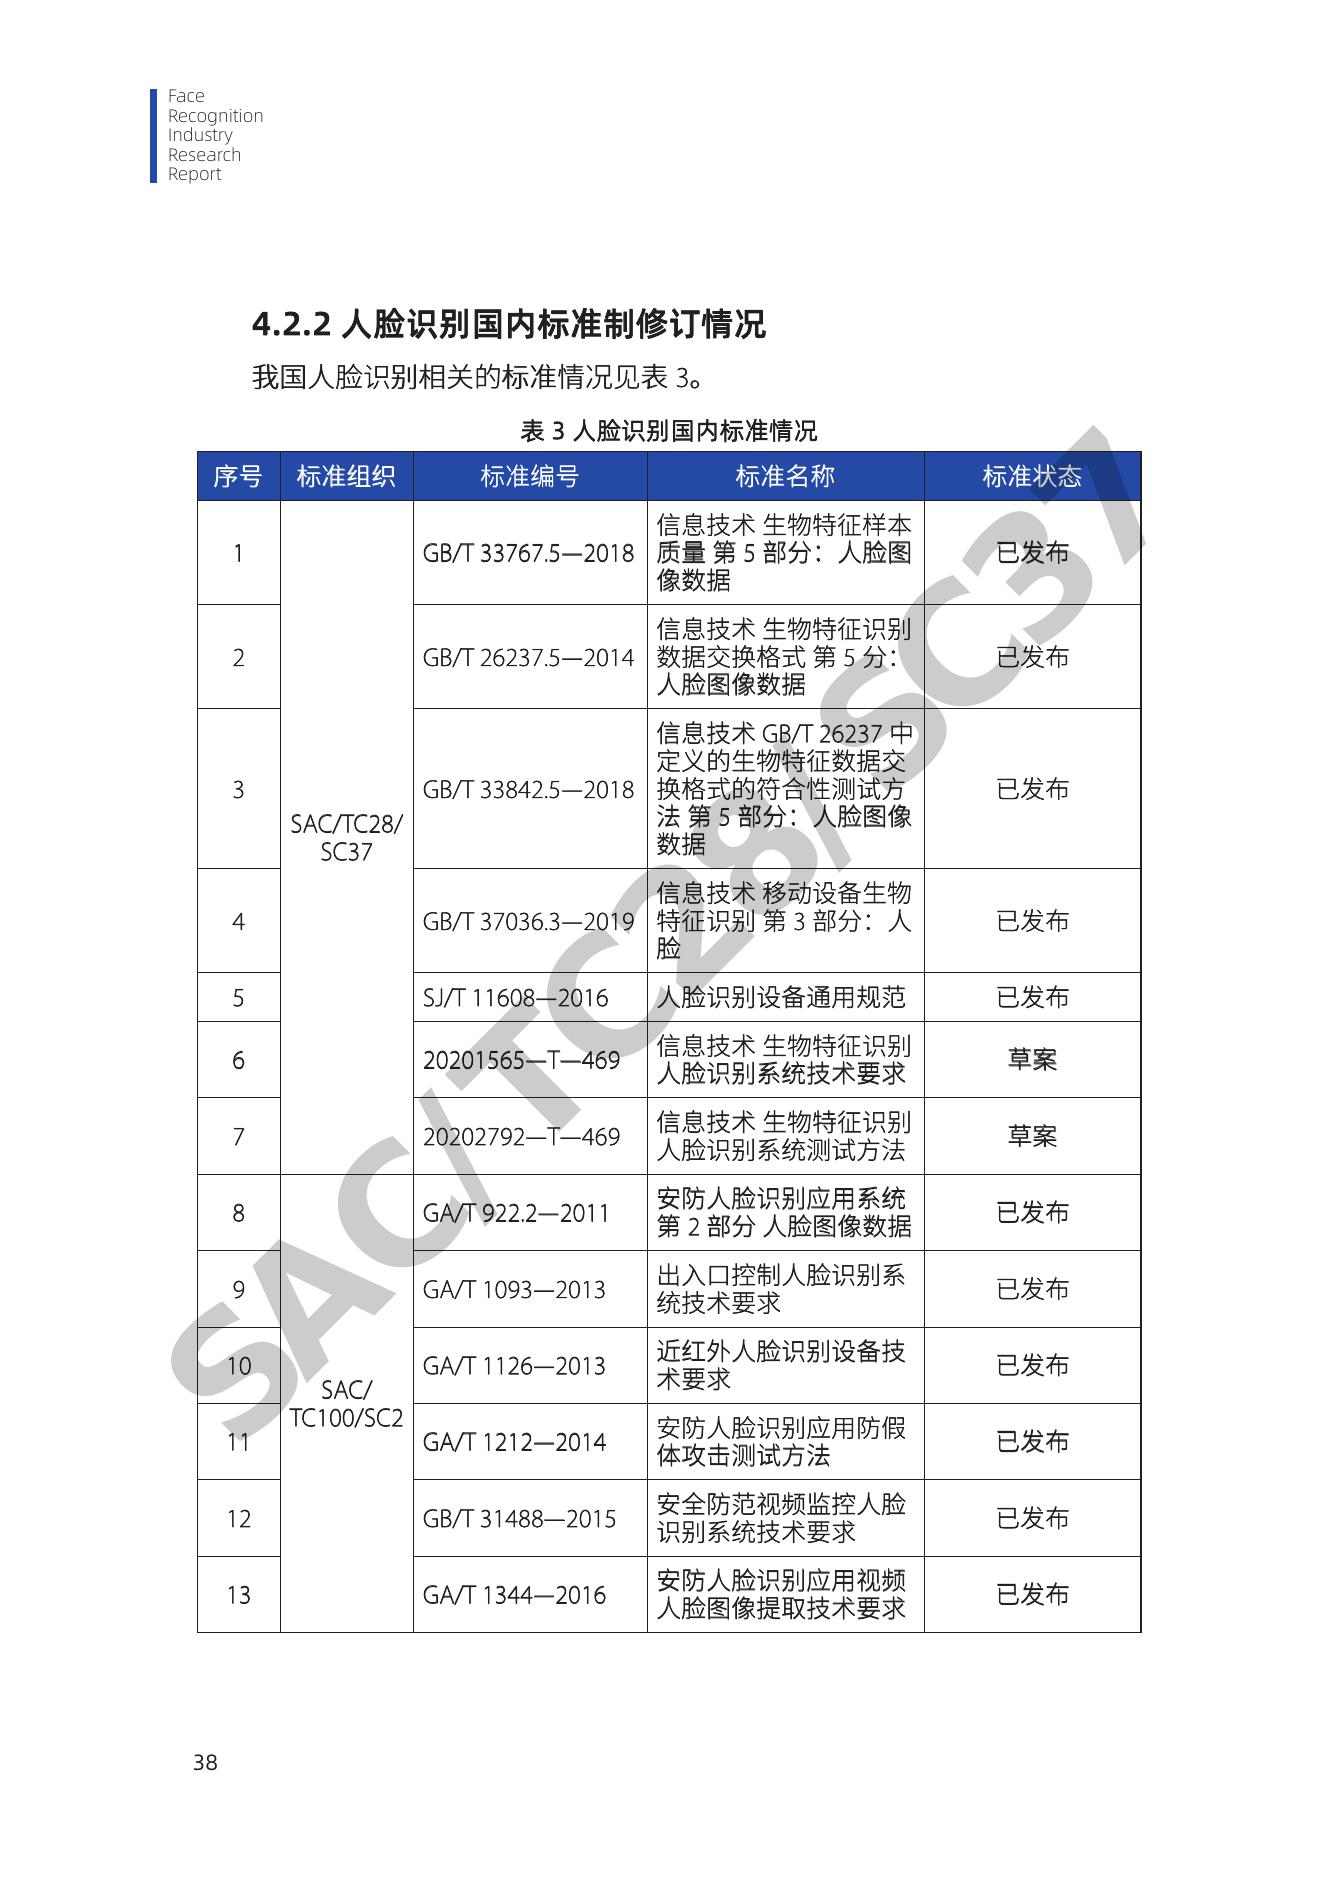 Face
Recognition
Industry
Research
Report
4.2.2 人脸识别国内标准制修订情况
我国人脸识别相关的标准情况见表 3。
表 3 人脸识别国内标准情况
序号 标准组织 标准编号 标准名称 标准状态
1 GB/T 33767.5—2018 信息技术 生物特征样本
质量 第 5 部分：人脸图
像数据
已发布
2 GB/T 26237.5—2014 信息技术 生物特征识别
数据交换格式 第 5 分：
人脸图像数据
已发布
3 GB/T 33842.5—2018 信息技术 GB/T 26237 中
定义的生物特征数据交
换格式的符合性测试方
法 第 5 部分：人脸图像
数据
已发布
SAC/TC28/
SC37
4 GB/T 37036.3—2019 信息技术 移动设备生物
特征识别 第 3 部分：人
脸
已发布
5 SJ/T 11608—2016 人脸识别设备通用规范 已发布
6 20201565—T—469 信息技术 生物特征识别
人脸识别系统技术要求
草案
7 20202792—T—469 信息技术 生物特征识别
人脸识别系统测试方法
草案
8 GA/T 922.2—2011 安防人脸识别应用系统
第 2 部分 人脸图像数据
已发布
9 GA/T 1093—2013 出入口控制人脸识别系
统技术要求
已发布
10 GA/T 1126—2013 近红外人脸识别设备技
术要求
已发布
SAC/
TC100/SC2
11 GA/T 1212—2014 安防人脸识别应用防假
体攻击测试方法
已发布
12 GB/T 31488—2015 安全防范视频监控人脸
识别系统技术要求
已发布
13 GA/T 1344—2016 安防人脸识别应用视频
人脸图像提取技术要求
已发布
SAC/TC28/SC37
38